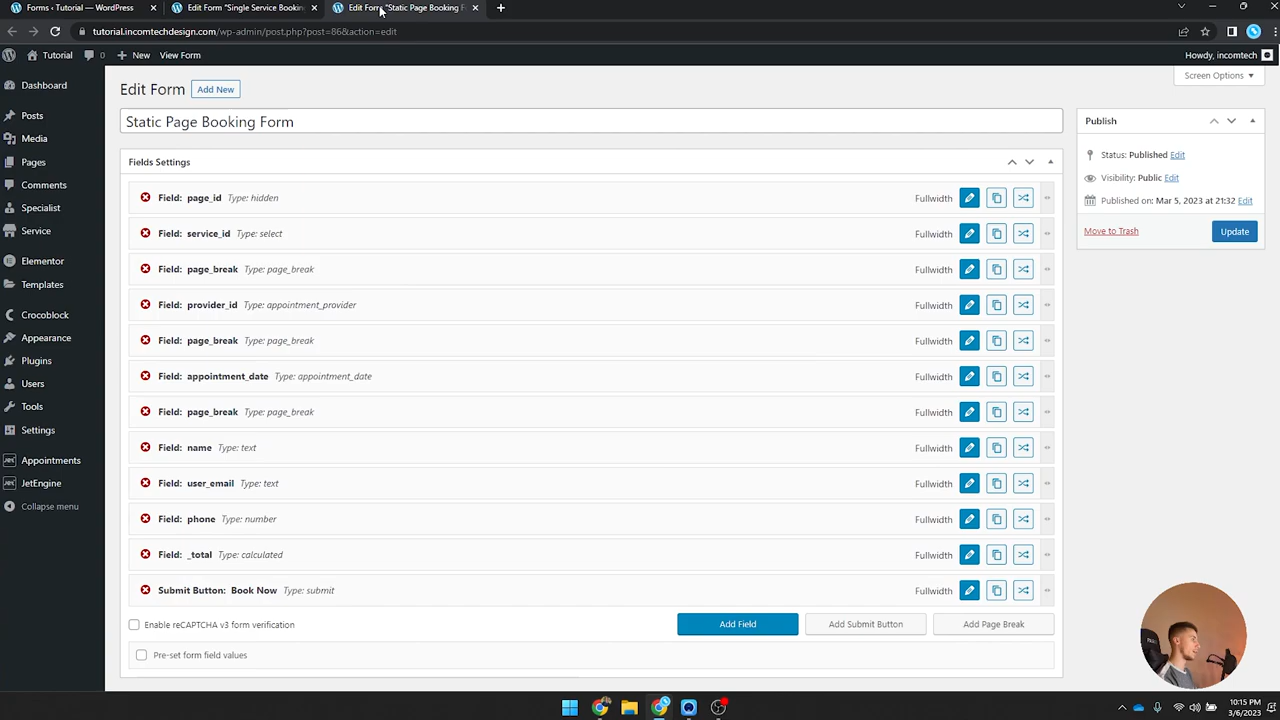 Forms ‹ Tutorial — WordPress
Edit Form "Single Service Bookin
Edit Form "Static Page Booking F
tutorial.incomtechdesign.com/wp-admin/post.php?post=86&action=edit
Tutorial 0 New View Form Howdy, incomtech
Screen Options
Dashboard
Posts
Media
Pages
Comments
Specialist
Service
Elementor
Templates
Crocoblock
Appearance
Plugins
Users
Tools
Settings
Appointments
JetEngine
Collapse menu
Edit Form Add New
Static Page Booking Form
Fields Settings
Field: page_id Type: hidden Fullwidth
Field: service_id Type: select Fullwidth
Field: page_break Type: page_break Fullwidth
Field: provider_id Type: appointment_provider Fullwidth
Field: page_break Type: page_break Fullwidth
Field: appointment_date Type: appointment_date Fullwidth
Field: page_break Type: page_break Fullwidth
Field: name Type: text Fullwidth
Field: user_email Type: text Fullwidth
Field: phone Type: number Fullwidth
Field: _total Type: calculated Fullwidth
Submit Button: Book Now Type: submit Fullwidth
Enable reCAPTCHA v3 form verification
Add Field Add Submit Button Add Page Break
Pre-set form field values
Publish
Status: Published Edit
Visibility: Public Edit
Published on: Mar 5, 2023 at 21:32 Edit
Move to Trash Update
10:15 PM
3/6/2023